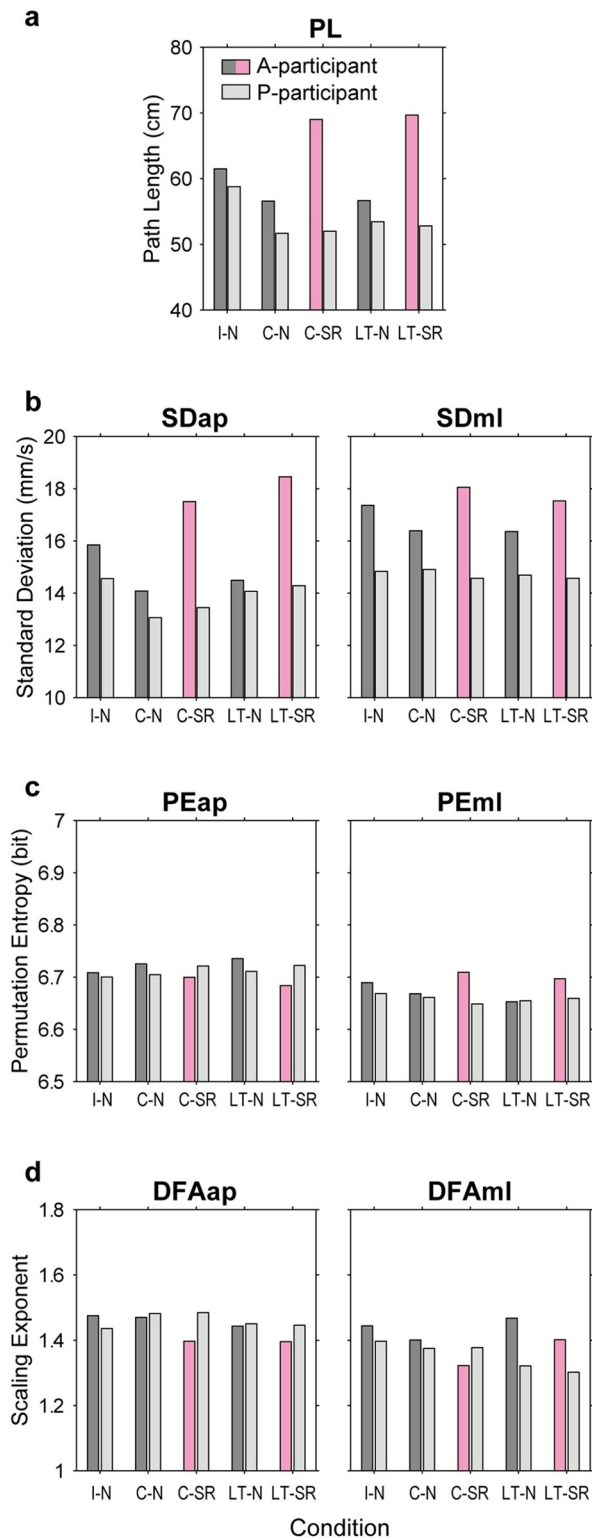 a
PL
A-participant
P-participant
Path Length (cm)
80
70
60
50
40
I-N C-N C-SR LT-N LT-SR
b
SDap SDml
Standard Deviation (mm/s)
20
18
16
14
12
10
I-N C-N C-SR LT-N LT-SR I-N C-N C-SR LT-N LT-SR
c
PEap PEml
Permutation Entropy (bit)
7
6.9
6.8
6.7
6.6
6.5
I-N C-N C-SR LT-N LT-SR I-N C-N C-SR LT-N LT-SR
d
DFAap DFAml
Scaling Exponent
1.8
1.6
1.4
1.2
1
I-N C-N C-SR LT-N LT-SR I-N C-N C-SR LT-N LT-SR
Condition